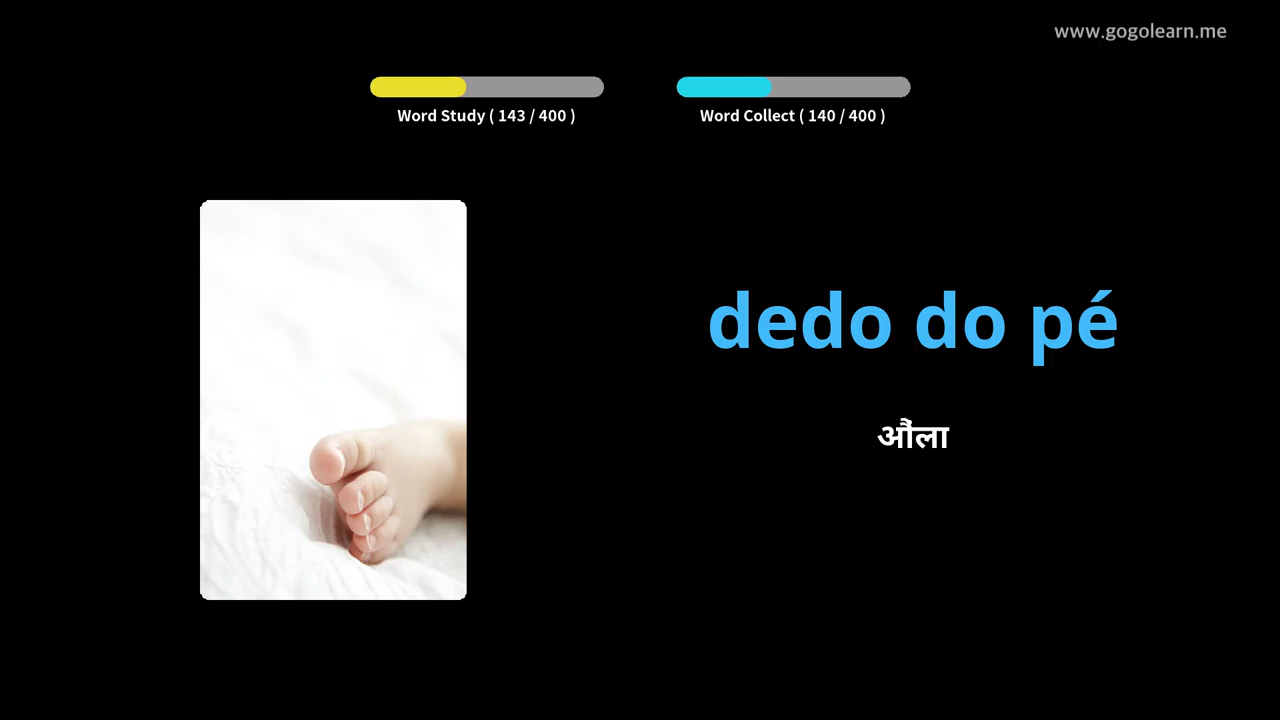 www.gogolearn.me
Word Study ( 143 / 400 )
Word Collect ( 140 / 400 )
dedo do pé
औंला